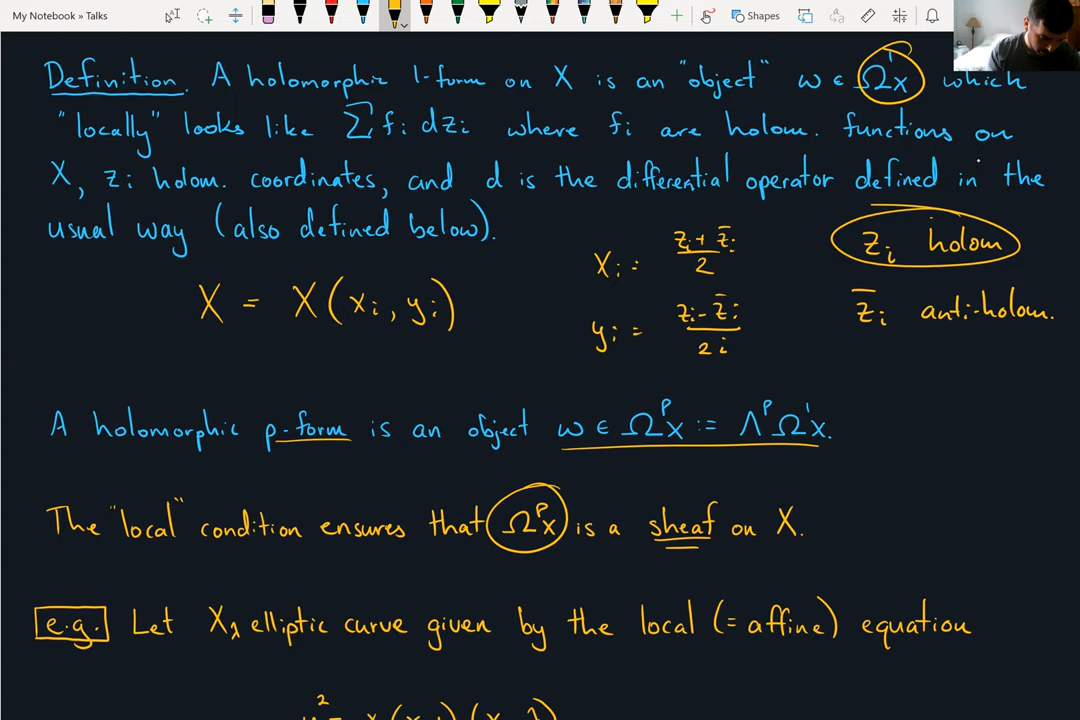 My Notebook » Talks
Shapes
Definition. A holomorphic 1-form on X is an "object" ω ∈ Ω¹x which
"locally" looks like ∑ fi dzi where fi are holom. functions on
X, zi holom. coordinates, and d is the differential operator defined in the
usual way (also defined below).
xi = zi + z̄i / 2
zi holom
X = X(xi, yi)
yi = zi - z̄i / 2i
z̄i anti-holom.
A holomorphic p-form is an object ω ∈ Ωᵖx := Λᵖ Ω¹x.
The "local" condition ensures that Ωᵖx is a sheaf on X.
e.g. Let Xλ elliptic curve given by the local (= affine) equation